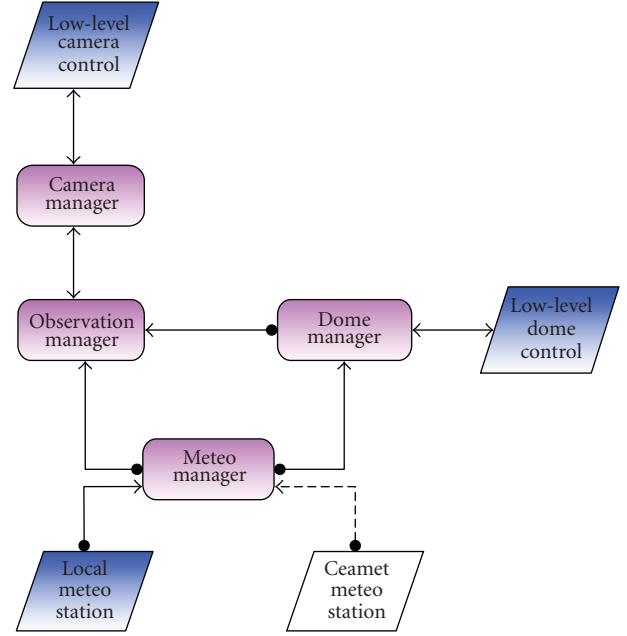 Low-level
camera
control
Camera
manager
Observation
manager
Dome
manager
Low-level
dome
control
Meteo
manager
Local
meteo
station
Ceamet
meteo
station